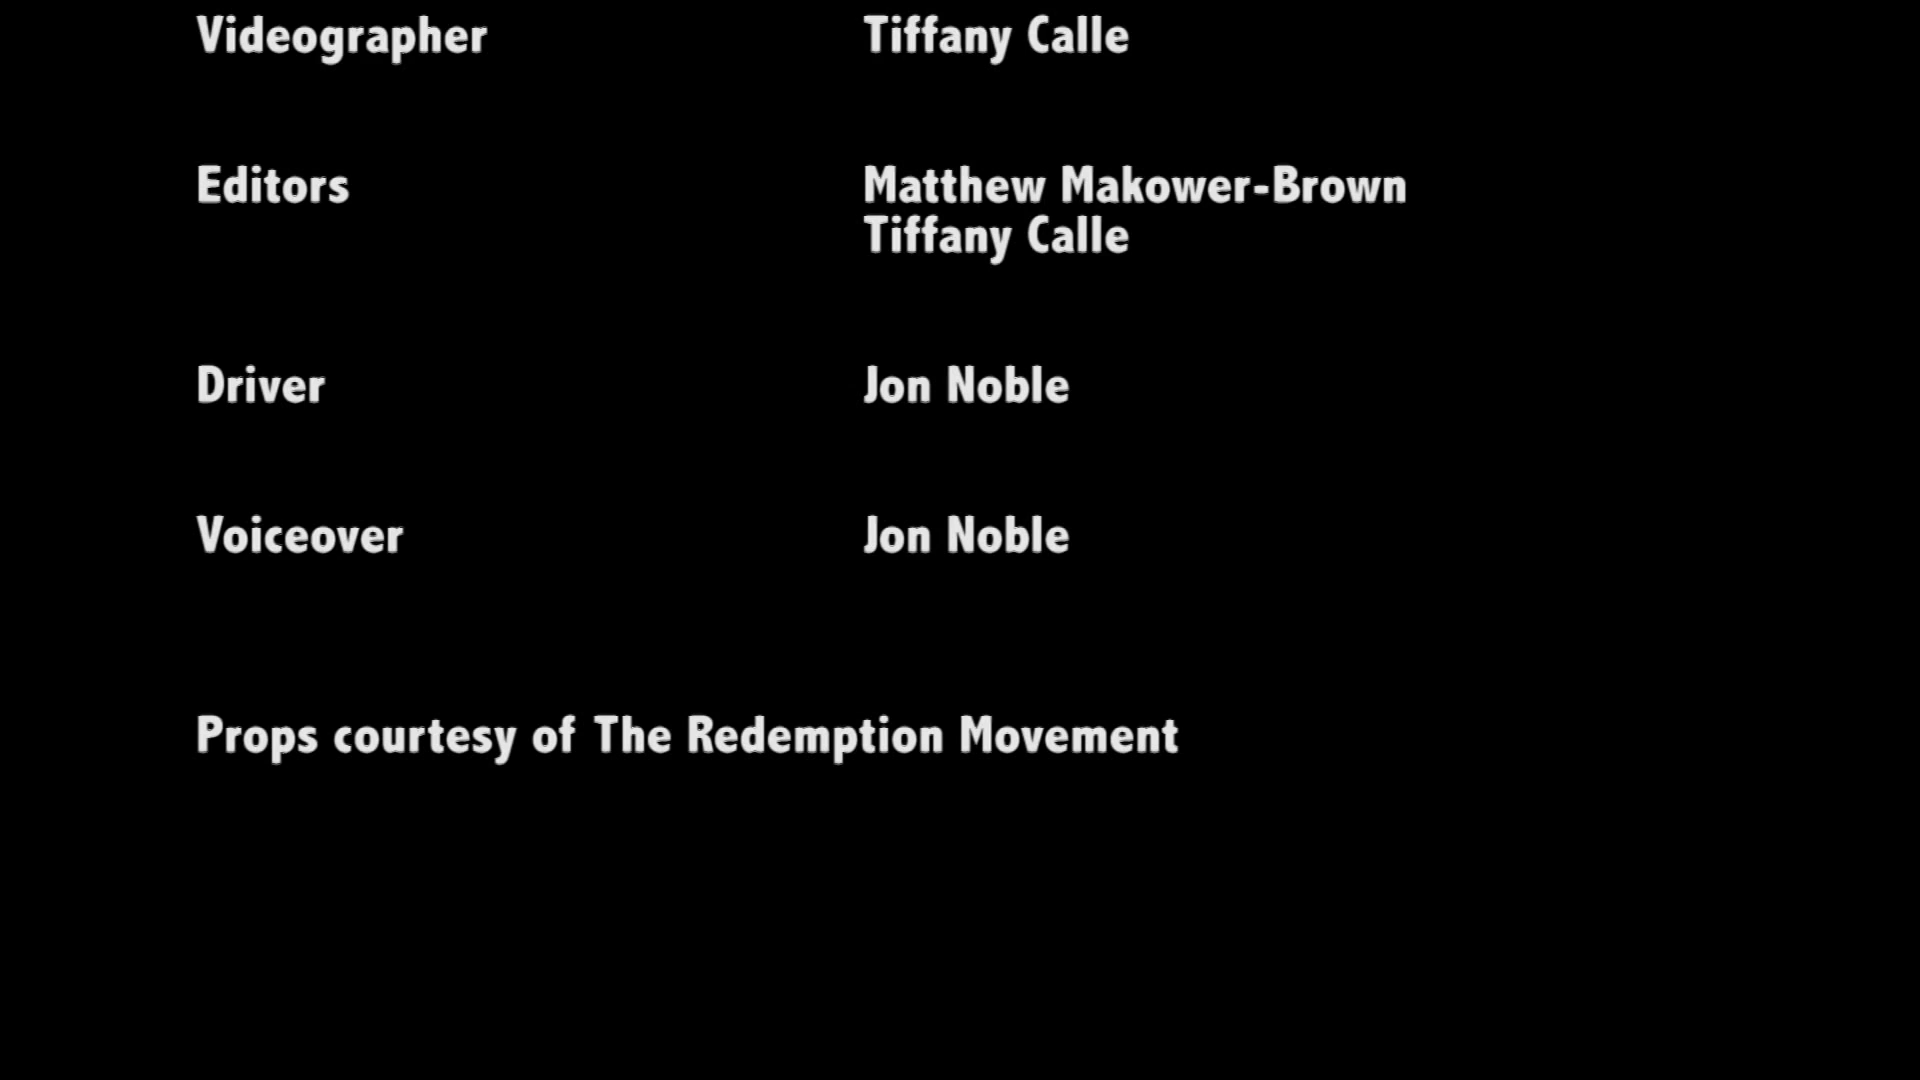 Videographer Tiffany Calle
Editors Matthew Makower-Brown
Tiffany Calle
Driver Jon Noble
Voiceover Jon Noble
Props courtesy of The Redemption Movement